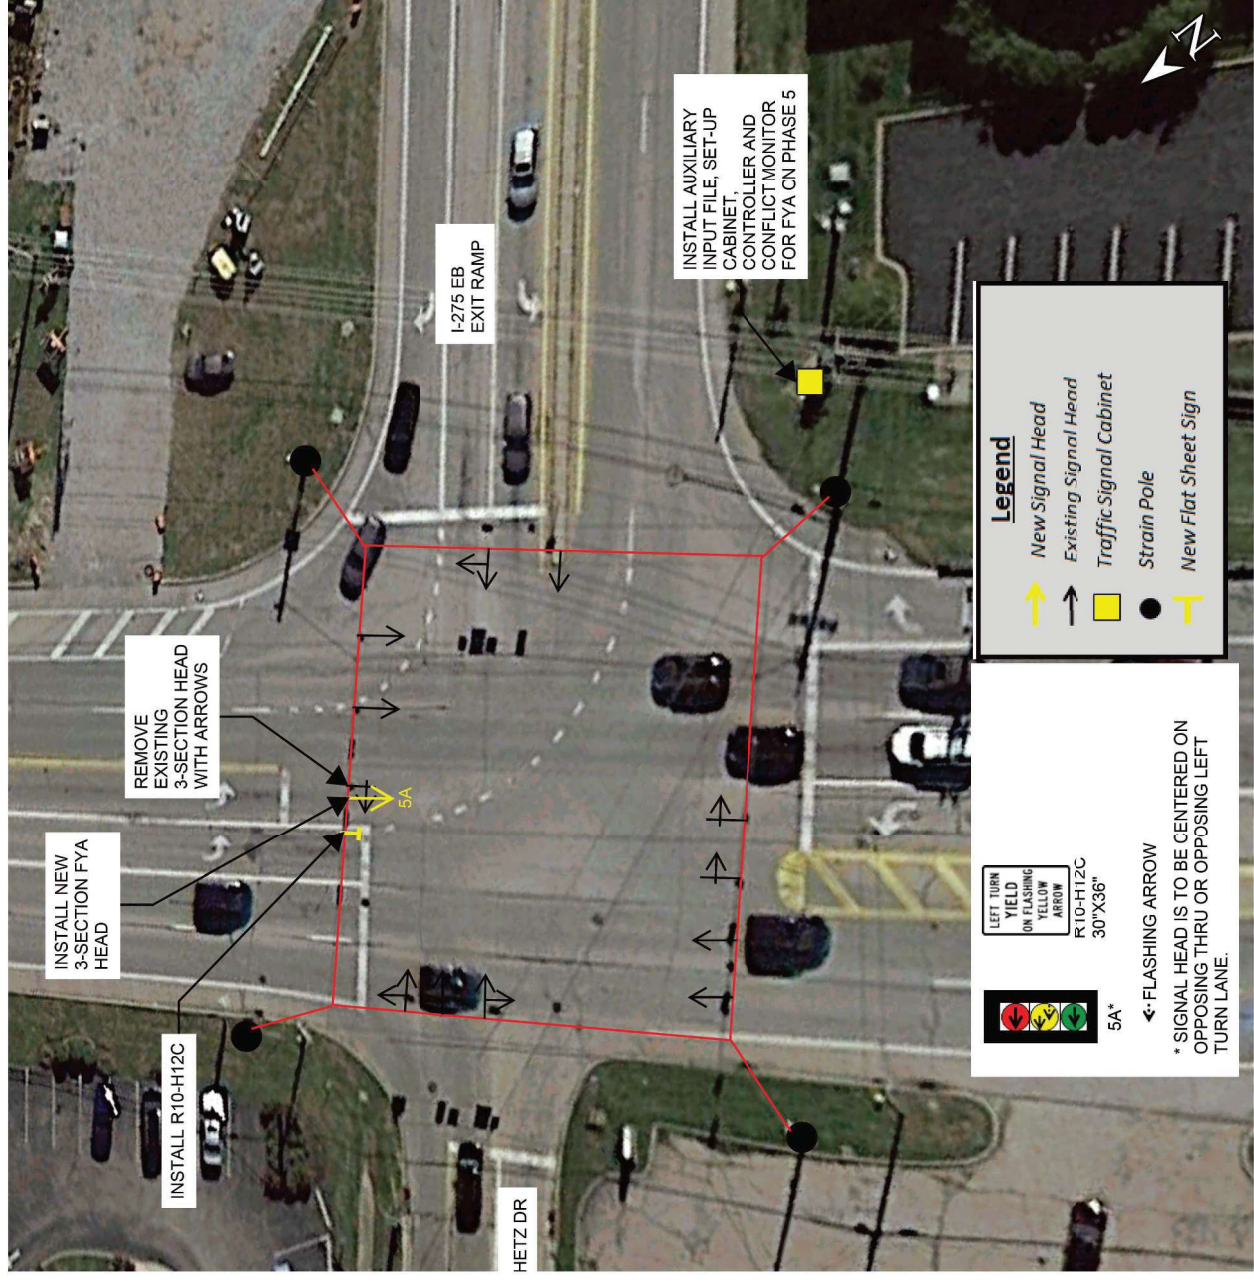 INSTALL AUXILIARY
INPUT FILE, SET-UP
CABINET,
CONTROLLER AND
CONFLICT MONITOR
FOR FYA ON PHASE 5
I-275 EB
EXIT RAMP
REMOVE
EXISTING
3-SECTION HEAD
WITH ARROWS
INSTALL NEW
3-SECTION FYA
HEAD
INSTALL R10-H12C
5A
HETZ DR
N
Legend
New Signal Head
Existing Signal Head
Traffic Signal Cabinet
Strain Pole
New Flat Sheet Sign
LEFT TURN
YIELD
ON FLASHING
YELLOW
ARROW
R10-H12C
30"X36"
5A*
FLASHING ARROW
* SIGNAL HEAD IS TO BE CENTERED ON
OPPOSING THRU OR OPPOSING LEFT
TURN LANE.